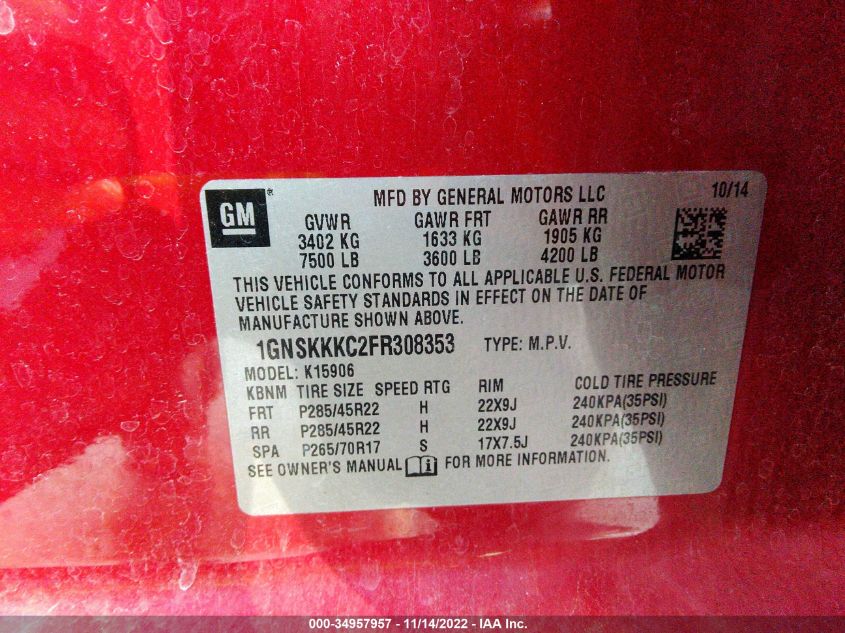 GM
MFD BY GENERAL MOTORS LLC 10/14
GVWR GAWR FRT GAWR RR
3402 KG 1633 KG 1905 KG
7500 LB 3600 LB 4200 LB
THIS VEHICLE CONFORMS TO ALL APPLICABLE U.S. FEDERAL MOTOR
VEHICLE SAFETY STANDARDS IN EFFECT ON THE DATE OF
MANUFACTURE SHOWN ABOVE.
1GNSKKKC2FR308353 TYPE: M.P.V.
MODEL: K15906
KBNM TIRE SIZE SPEED RTG RIM COLD TIRE PRESSURE
FRT P285/45R22 H 22X9J 240KPA(35PSI)
RR P285/45R22 H 22X9J 240KPA(35PSI)
SPA P265/70R17 S 17X7.5J 240KPA(35PSI)
SEE OWNER'S MANUAL FOR MORE INFORMATION.
000-34957957 - 11/14/2022 - IAA Inc.